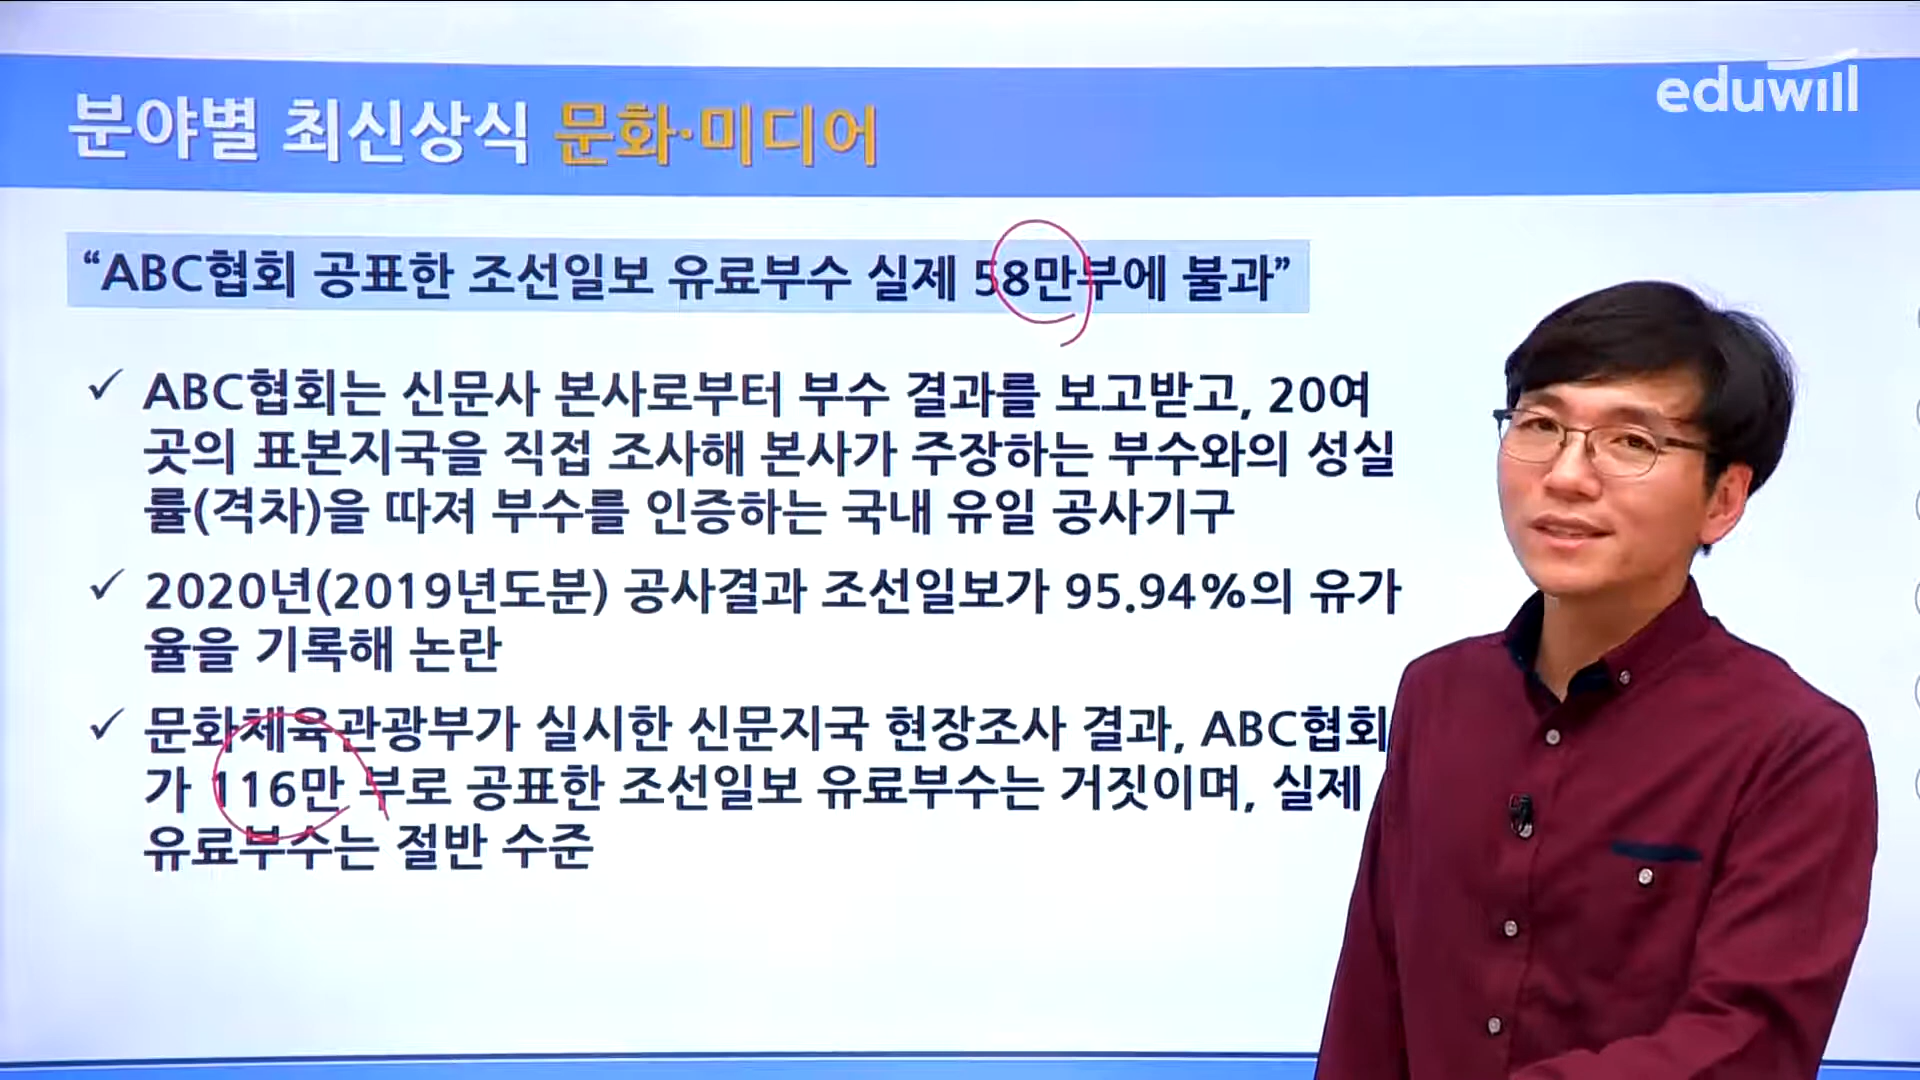 eduwill
분야별 최신상식 문화·미디어
“ABC협회 공표한 조선일보 유료부수 실제 58만부에 불과”
✓ ABC협회는 신문사 본사로부터 부수 결과를 보고받고, 20여
곳의 표본지국을 직접 조사해 본사가 주장하는 부수와의 성실
률(격차)을 따져 부수를 인증하는 국내 유일 공사기구
✓ 2020년(2019년도분) 공사결과 조선일보가 95.94%의 유가
율을 기록해 논란
✓ 문화체육관광부가 실시한 신문지국 현장조사 결과, ABC협회
가 116만 부로 공표한 조선일보 유료부수는 거짓이며, 실제
유료부수는 절반 수준